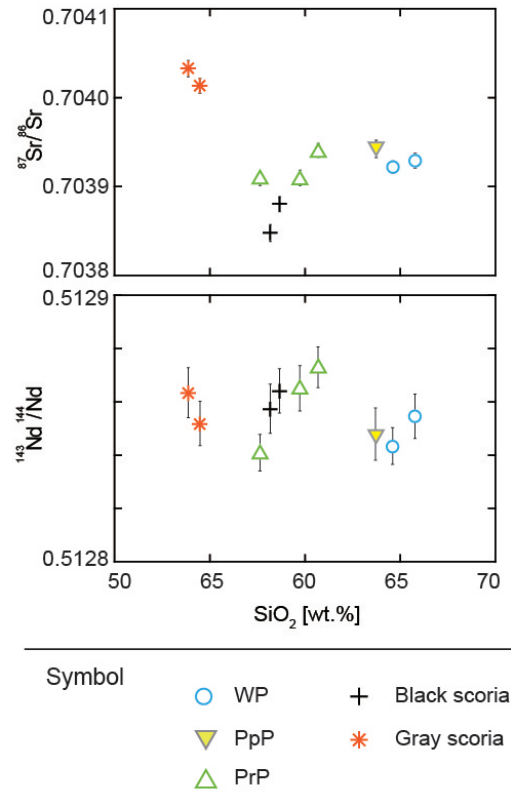 0.7041
0.7040
0.7039
0.7038
⁸⁷Sr/⁸⁶Sr
0.5129
0.5128
¹⁴³Nd/¹⁴⁴Nd
50 65 60 65 70
SiO₂ [wt.%]
Symbol
WP Black scoria
PpP Gray scoria
PrP